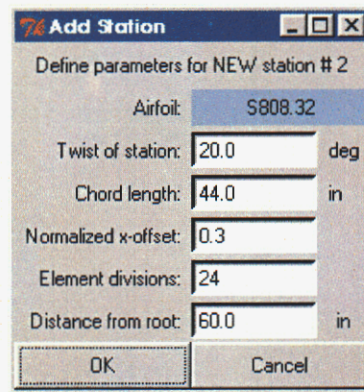 Add Station
Define parameters for NEW station # 2
Airfoil: S808.32
Twist of station: 20.0 deg
Chord length: 44.0 in
Normalized x-offset: 0.3
Element divisions: 24
Distance from root: 60.0 in
OK Cancel